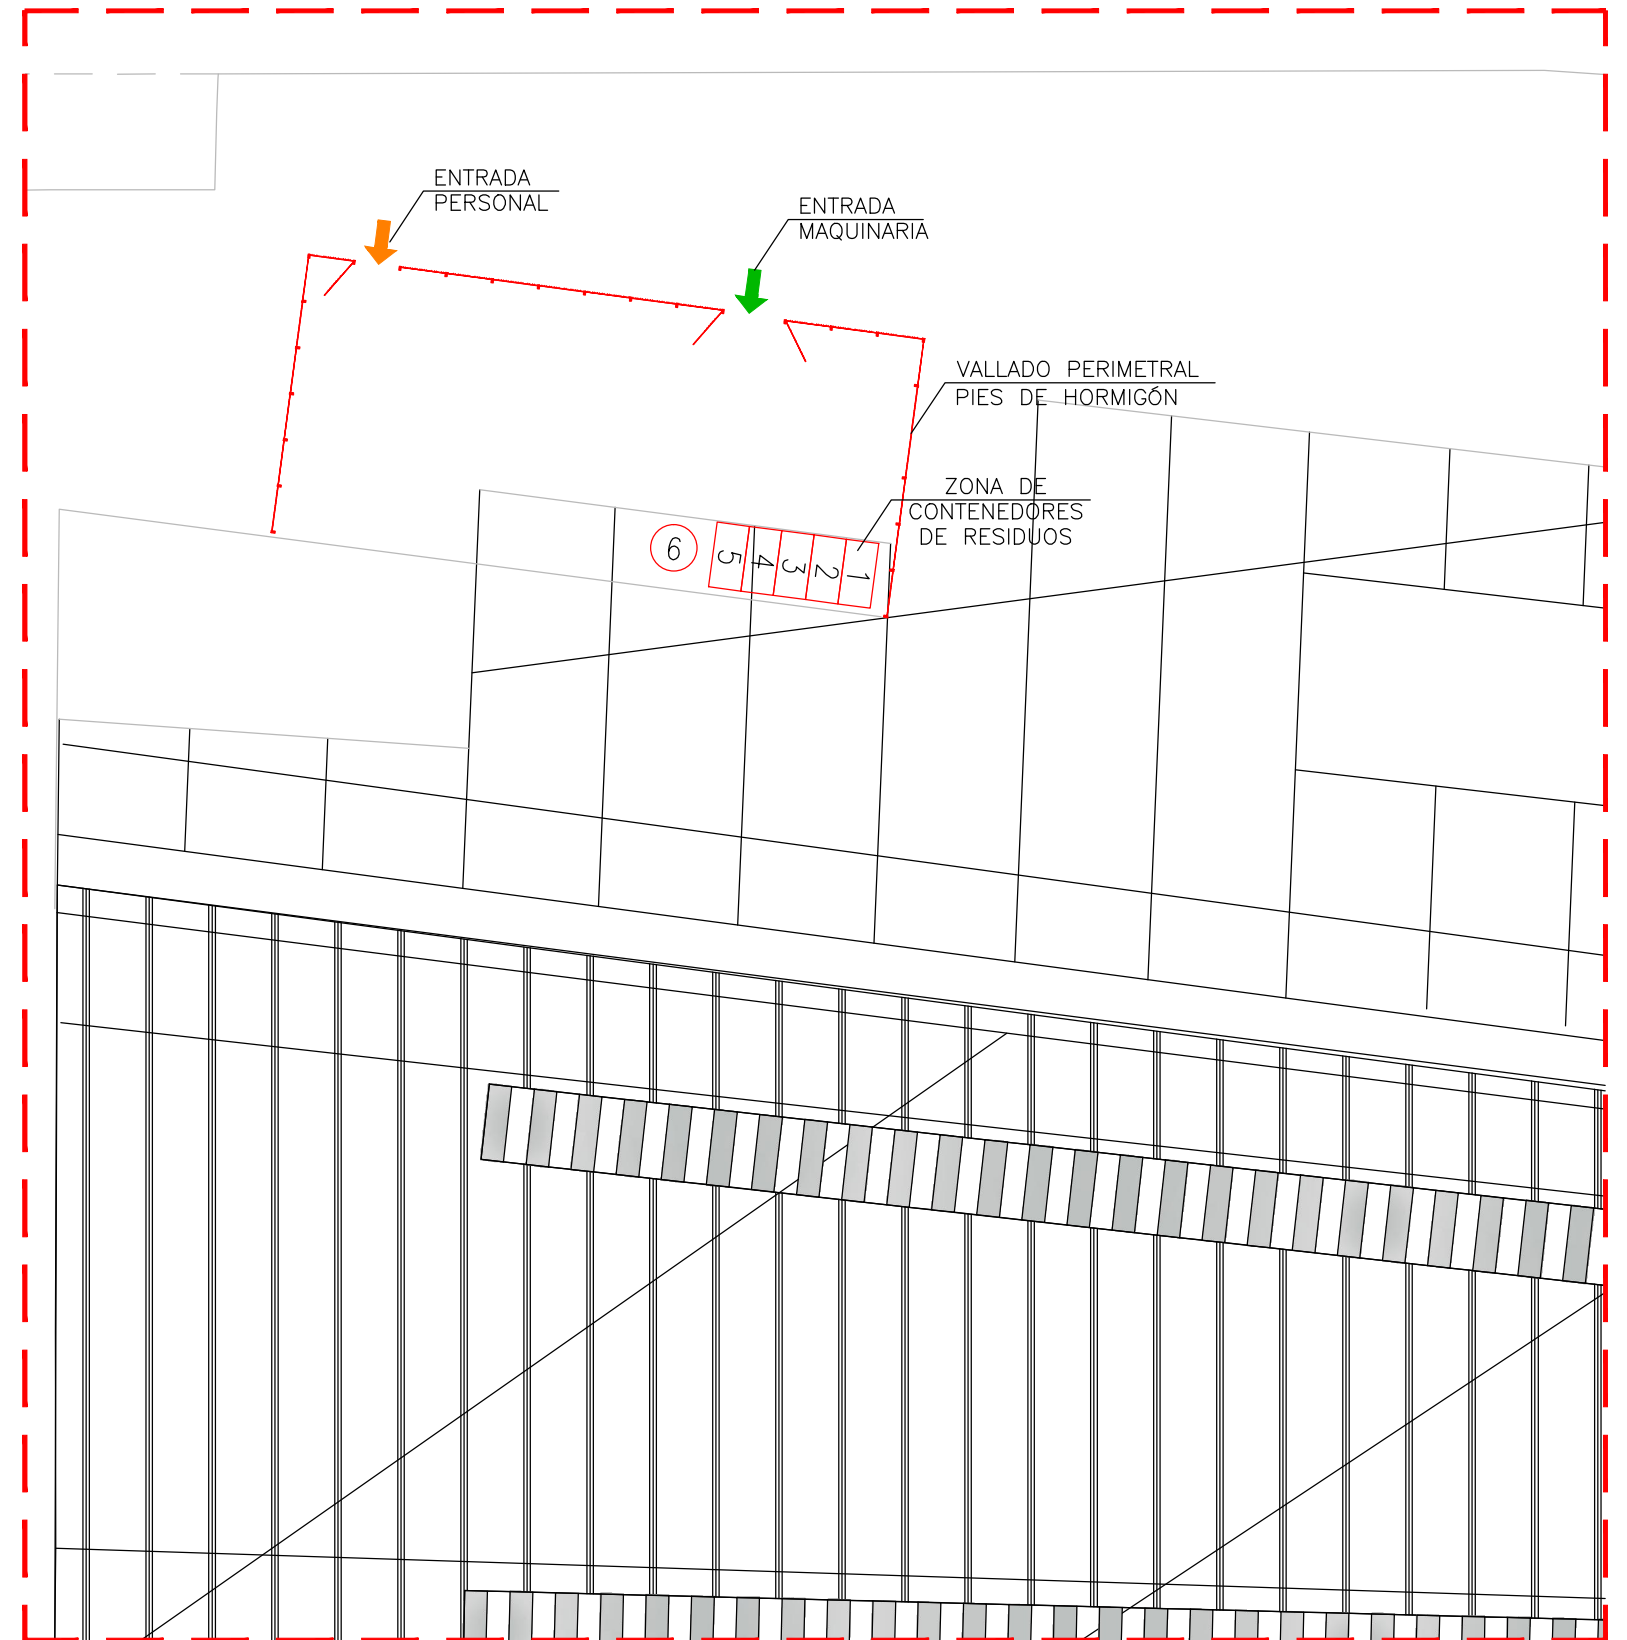 ENTRADA
PERSONAL
ENTRADA
MAQUINARIA
VALLADO PERIMETRAL
PIES DE HORMIGÓN
ZONA DE
CONTENEDORES
DE RESIDUOS
6
5
4
3
2
1